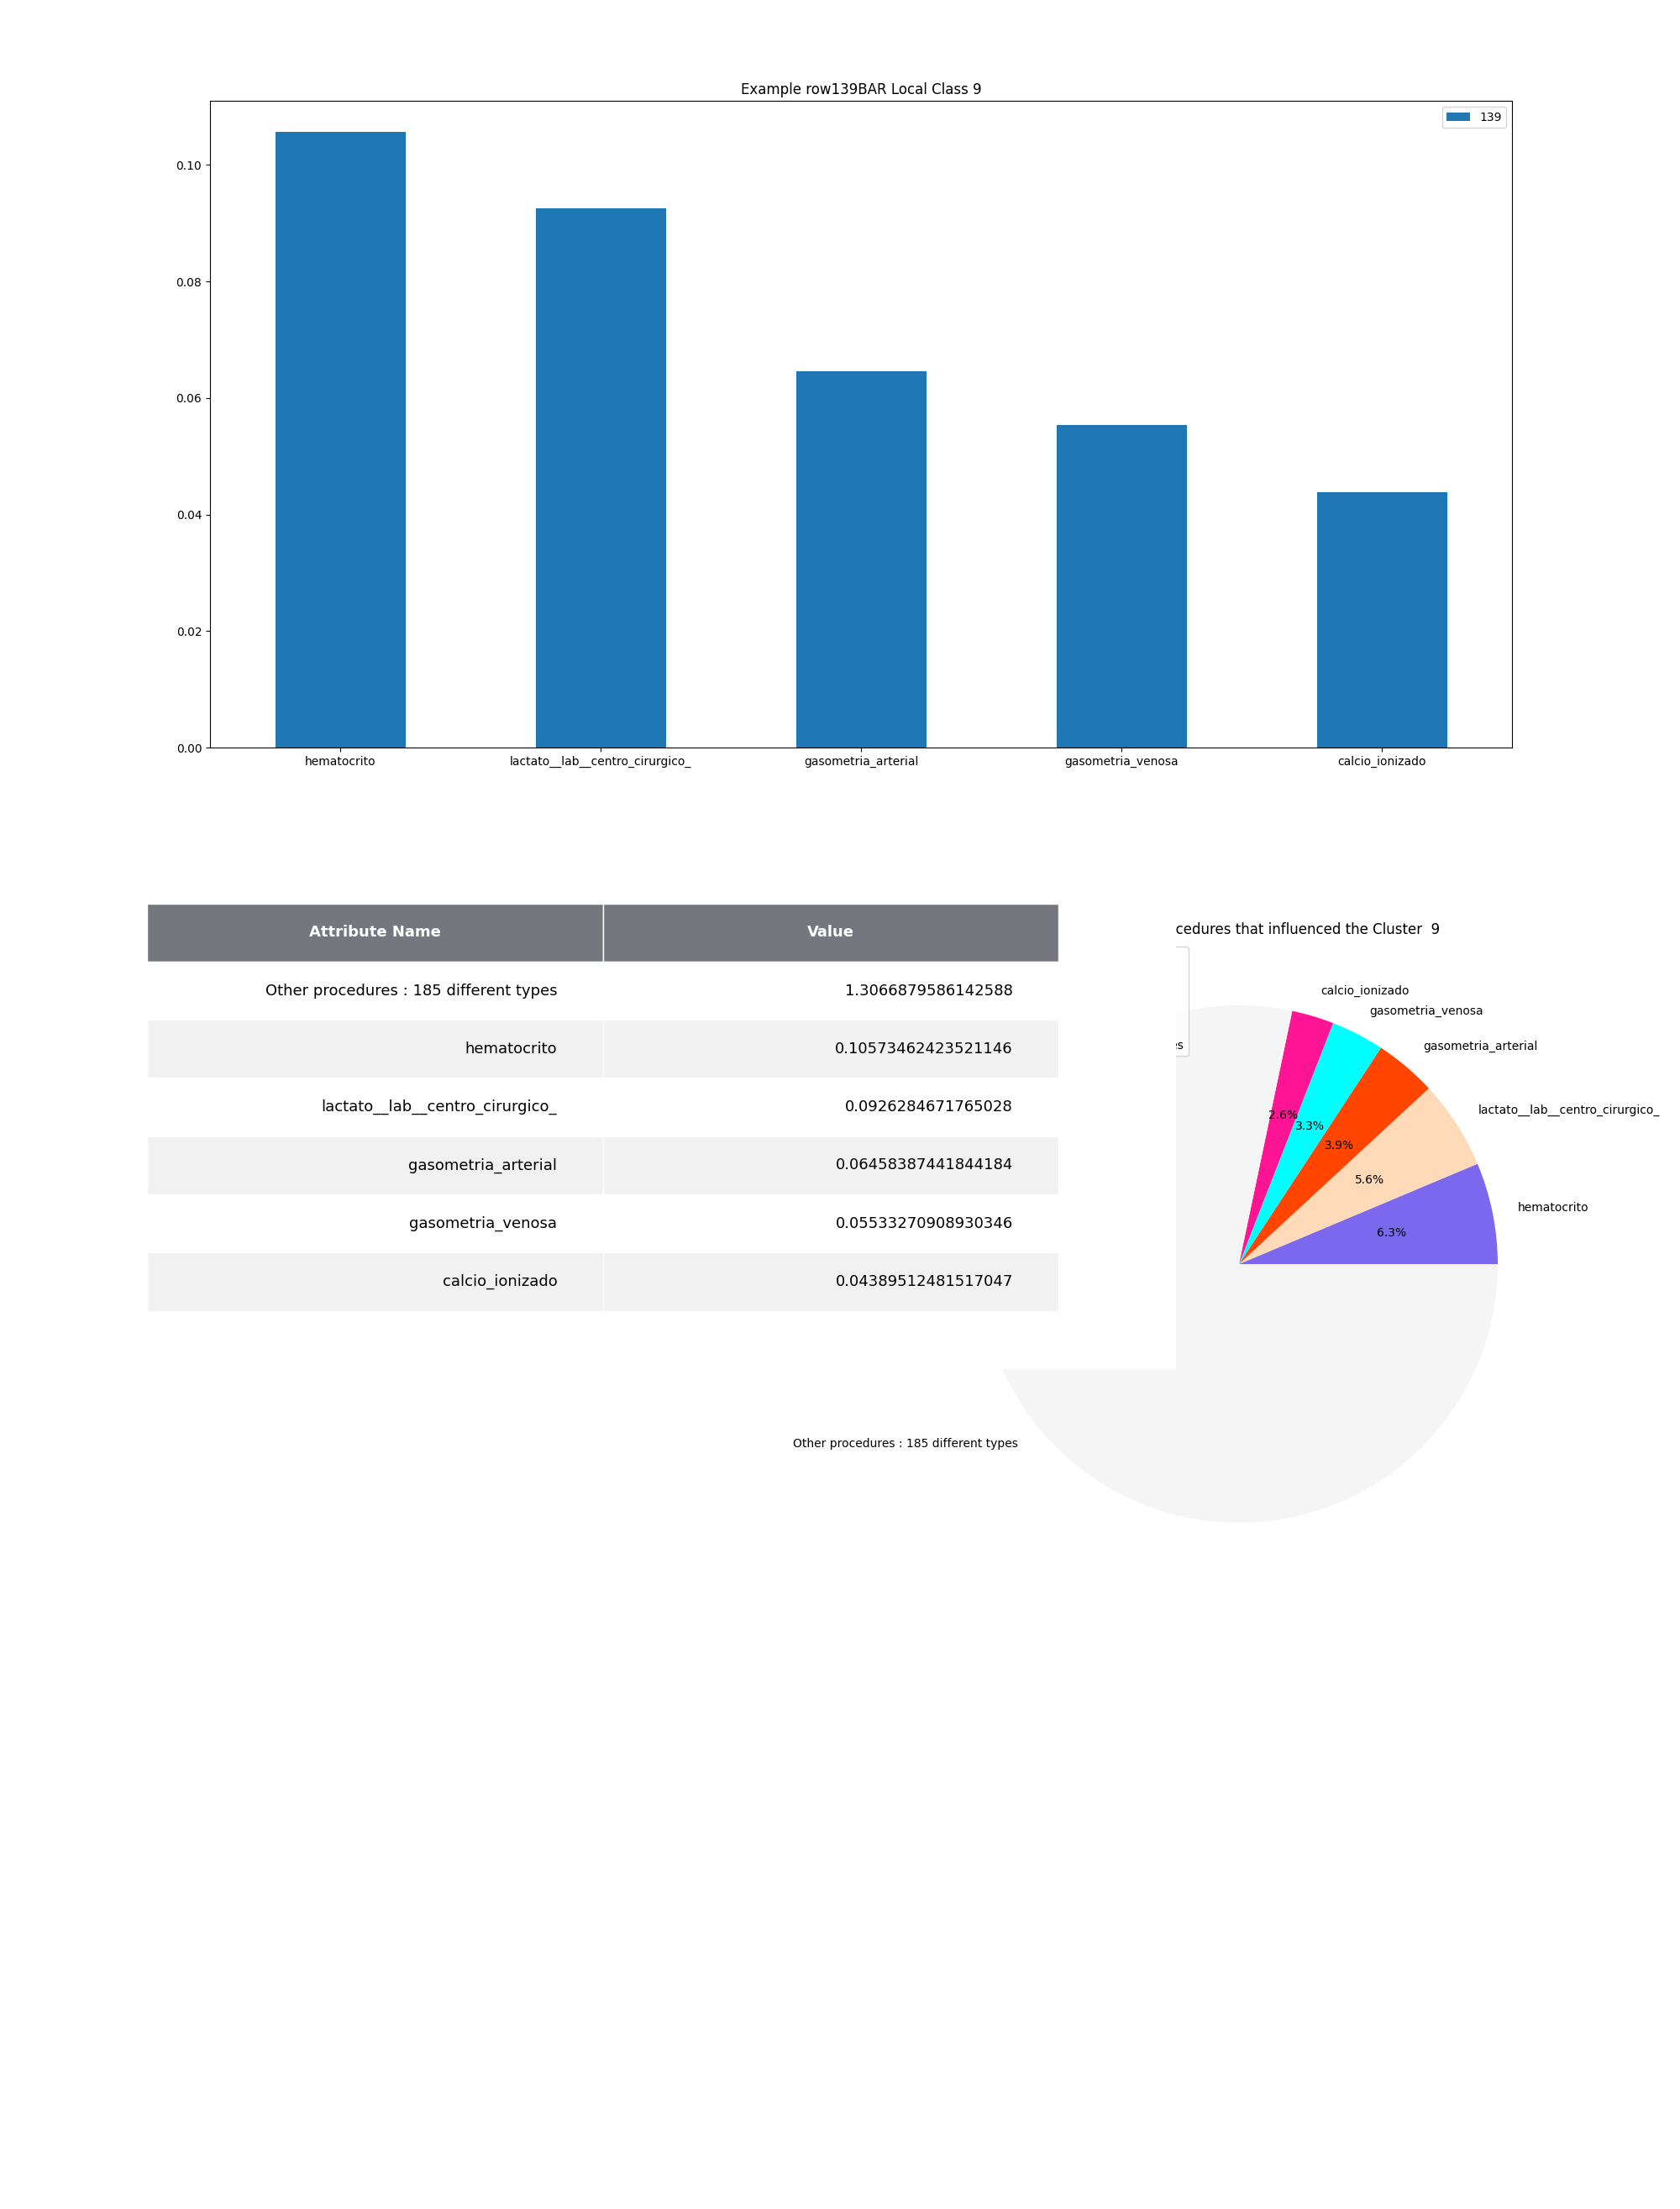 Example row139BAR Local Class 9
139
0.10
0.08
0.06
0.04
0.02
0.00
hematocrito
lactato__lab__centro_cirurgico_
gasometria_arterial
gasometria_venosa
calcio_ionizado
Attribute Name Value
Other procedures : 185 different types 1.3066879586142588
hematocrito 0.10573462423521146
lactato__lab__centro_cirurgico_ 0.0926284671765028
gasometria_arterial 0.06458387441844184
gasometria_venosa 0.05533270908930346
calcio_ionizado 0.04389512481517047
cedures that influenced the Cluster 9
calcio_ionizado
gasometria_venosa
gasometria_arterial
lactato__lab__centro_cirurgico_
hematocrito
2.6%
3.3%
3.9%
5.6%
6.3%
Other procedures : 185 different types